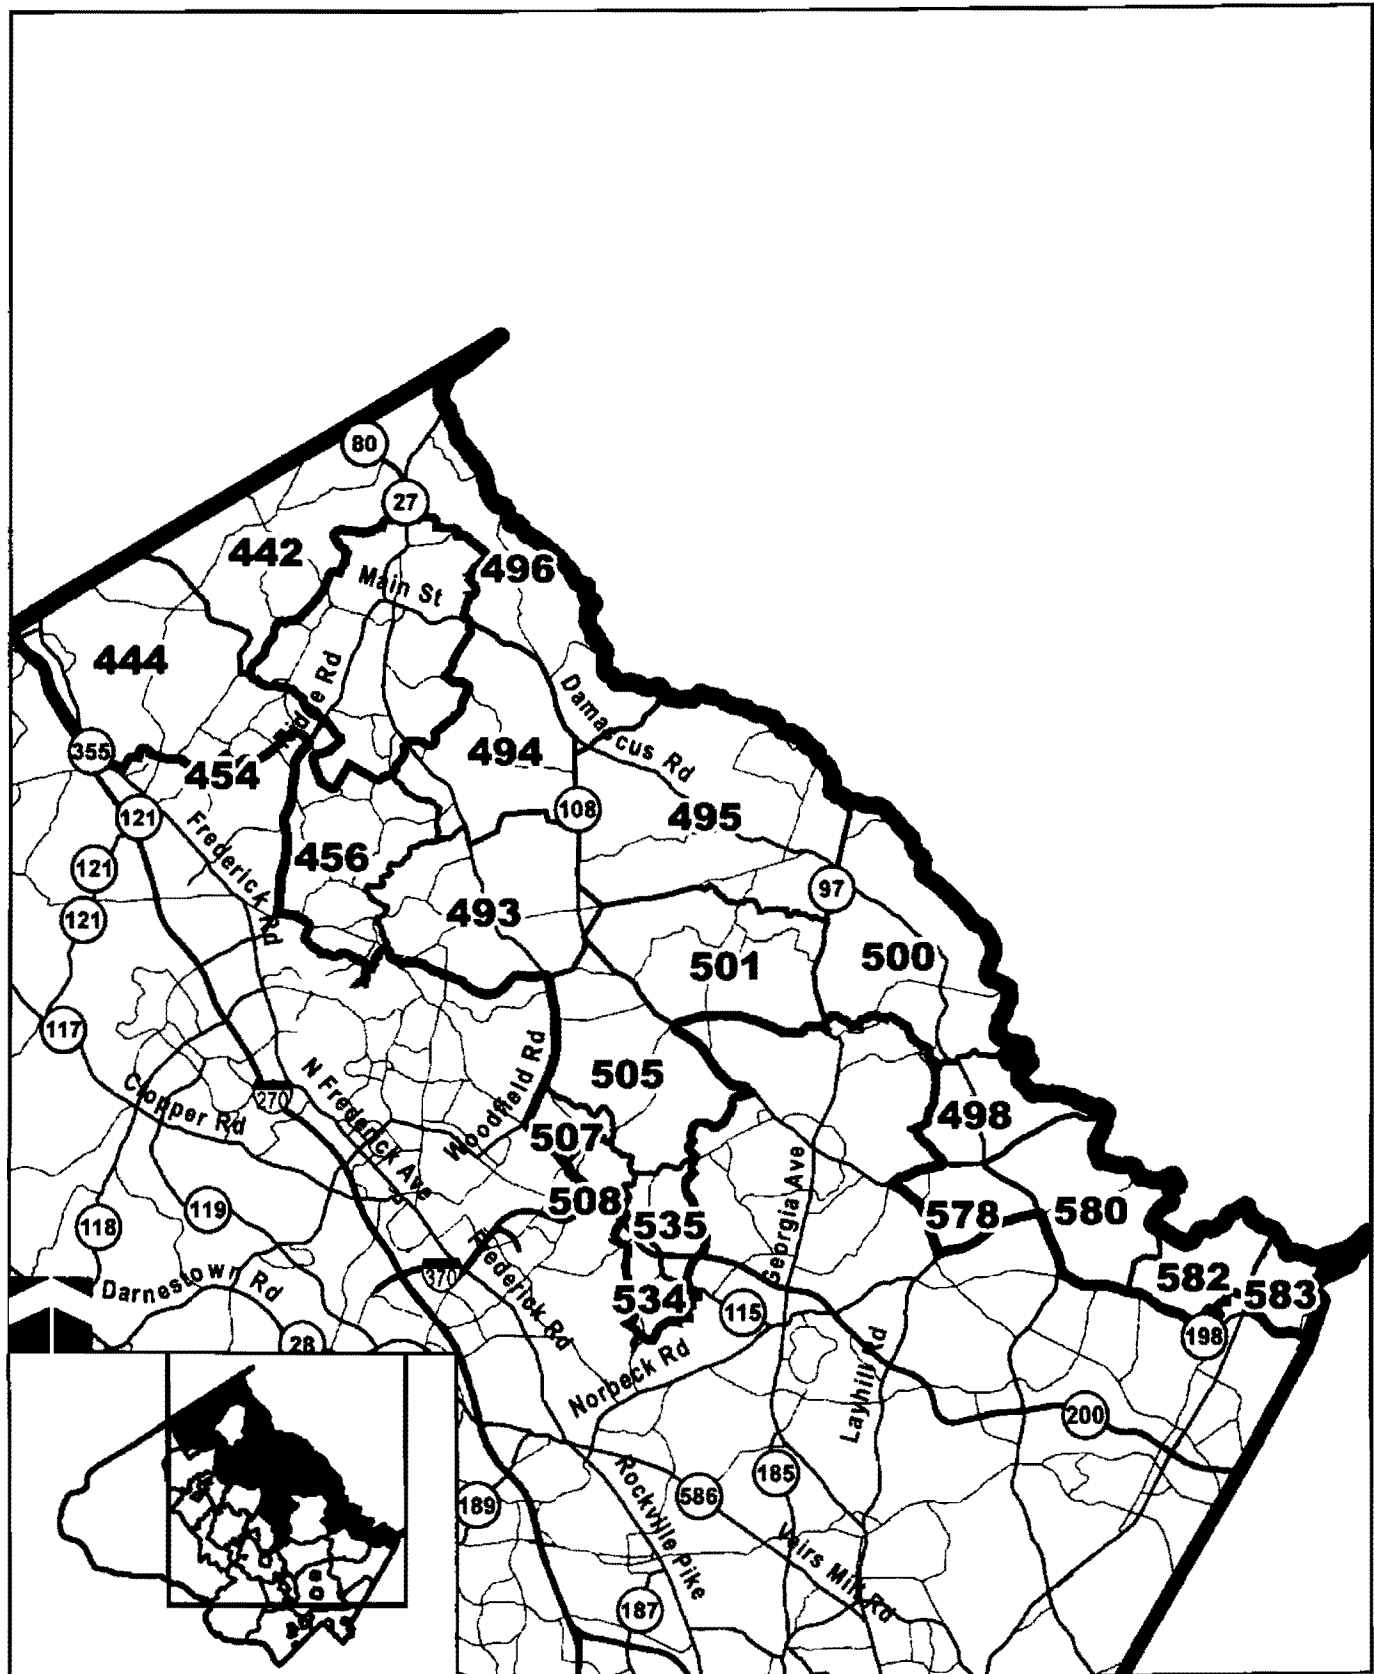 80
27
442
496
Main St
444
Ridge Rd
Damascus Rd
355
454
494
121
108
495
Frederick Rd
121
456
97
121
493
501
500
117
505
Woodfield Rd
N Frederick Ave
270
Clopper Rd
498
507
Georgia Ave
119
508
118
535
578
580
370
Frederick Rd
Darnestown Rd
582
583
534
115
28
198
Norbeck Rd
Layhill Rd
200
185
586
189
Rockville Pike
Veirs Mill Rd
187